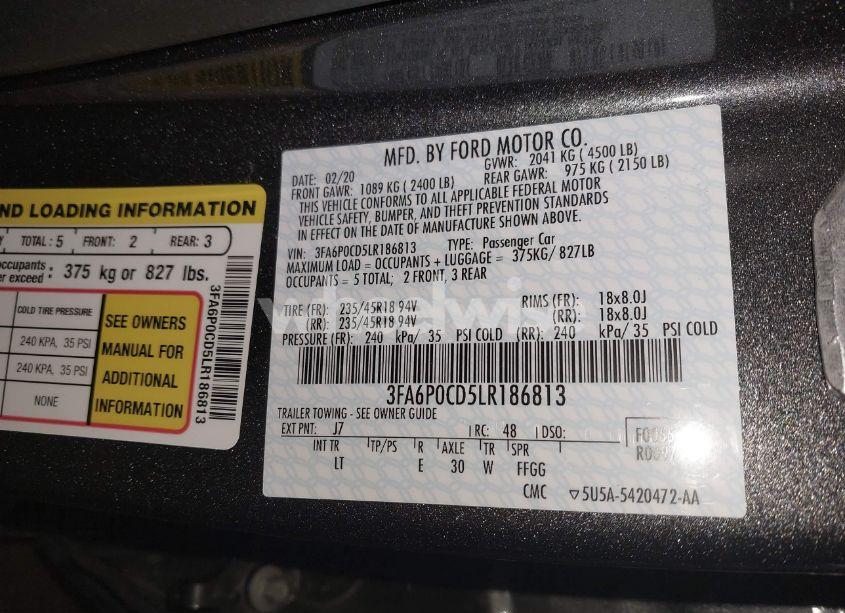 ND LOADING INFORMATION
TOTAL : 5 FRONT: 2 REAR: 3
occupants
er exceed : 375 kg or 827 lbs.
COLD TIRE PRESSURE
240 KPA, 35 PSI
240 KPA, 35 PSI
NONE
SEE OWNERS
MANUAL FOR
ADDITIONAL
INFORMATION
3FA6P0CD5LR186813
MFD. BY FORD MOTOR CO.
DATE: 02/20 GVWR: 2041 KG (4500 LB)
FRONT GAWR: 1089 KG (2400 LB) REAR GAWR: 975 KG (2150 LB)
THIS VEHICLE CONFORMS TO ALL APPLICABLE FEDERAL MOTOR
VEHICLE SAFETY, BUMPER, AND THEFT PREVENTION STANDARDS
IN EFFECT ON THE DATE OF MANUFACTURE SHOWN ABOVE.
VIN: 3FA6P0CD5LR186813 TYPE: Passenger Car
MAXIMUM LOAD = OCCUPANTS + LUGGAGE = 375KG/ 827LB
OCCUPANTS = 5 TOTAL; 2 FRONT, 3 REAR
TIRE (FR): 235/45R18 94V RIMS (FR): 18x8.0J
(RR): 235/45R18 94V (RR): 18x8.0J
PRESSURE (FR): 240 kPa/ 35 PSI COLD (RR): 240 kPa/ 35 PSI COLD
3FA6P0CD5LR186813
TRAILER TOWING - SEE OWNER GUIDE
EXT PNT: J7 RC: 48 DSO:
INT TR TP/PS R AXLE TR SPR
LT E 30 W FFGG
CMC ▽5U5A-5420472-AA